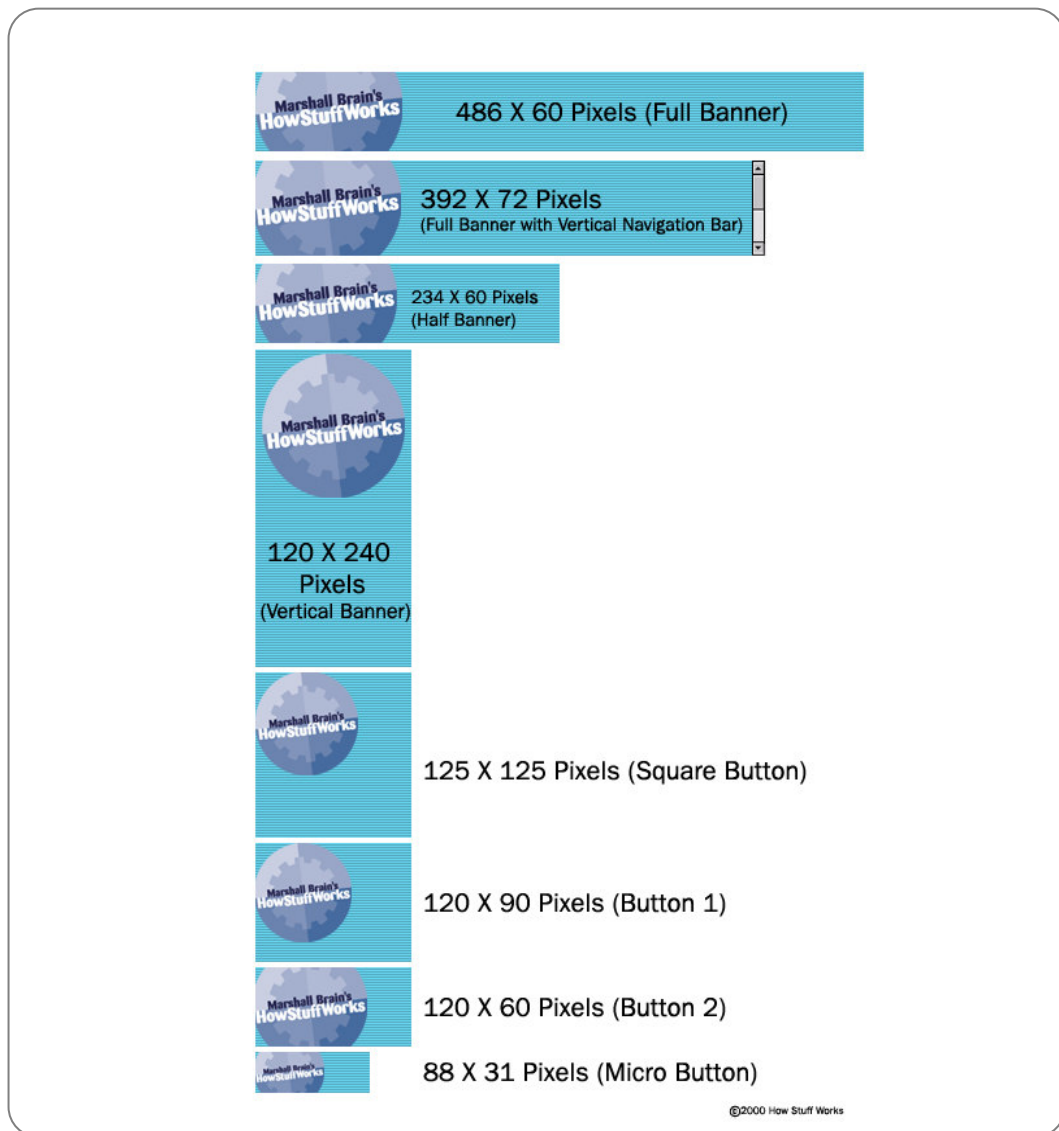 Marshall Brain's
HowStuffWorks
486 X 60 Pixels (Full Banner)
Marshall Brain's
HowStuffWorks
392 X 72 Pixels
(Full Banner with Vertical Navigation Bar)
Marshall Brain's
HowStuffWorks
234 X 60 Pixels
(Half Banner)
Marshall Brain's
HowStuffWorks
120 X 240
Pixels
(Vertical Banner)
Marshall Brain's
HowStuffWorks
125 X 125 Pixels (Square Button)
Marshall Brain's
HowStuffWorks
120 X 90 Pixels (Button 1)
Marshall Brain's
HowStuffWorks
120 X 60 Pixels (Button 2)
Marshall Brain's
HowStuffWorks
88 X 31 Pixels (Micro Button)
©2000 How Stuff Works